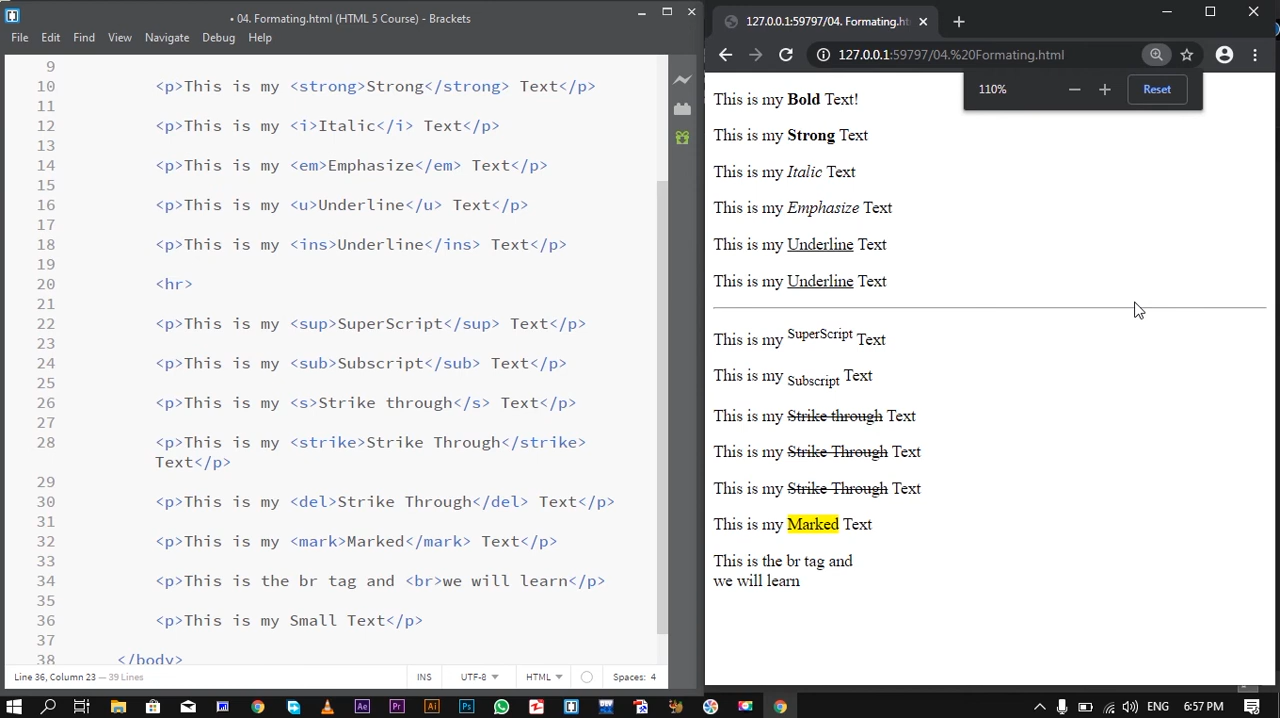 • 04. Formating.html (HTML 5 Course) - Brackets
File Edit Find View Navigate Debug Help
9
10 <p>This is my <strong>Strong</strong> Text</p>
11
12 <p>This is my <i>Italic</i> Text</p>
13
14 <p>This is my <em>Emphasize</em> Text</p>
15
16 <p>This is my <u>Underline</u> Text</p>
17
18 <p>This is my <ins>Underline</ins> Text</p>
19
20 <hr>
21
22 <p>This is my <sup>SuperScript</sup> Text</p>
23
24 <p>This is my <sub>Subscript</sub> Text</p>
25
26 <p>This is my <s>Strike through</s> Text</p>
27
28 <p>This is my <strike>Strike Through</strike>
Text</p>
29
30 <p>This is my <del>Strike Through</del> Text</p>
31
32 <p>This is my <mark>Marked</mark> Text</p>
33
34 <p>This is the br tag and <br>we will learn</p>
35
36 <p>This is my Small Text</p>
37
38 </body>
Line 36, Column 23 — 39 Lines INS UTF-8 HTML Spaces: 4
127.0.0.1:59797/04. Formating.ht
127.0.0.1:59797/04.%20Formating.html
110% Reset
This is my Bold Text!
This is my Strong Text
This is my Italic Text
This is my Emphasize Text
This is my Underline Text
This is my Underline Text
This is my SuperScript Text
This is my Subscript Text
This is my Strike through Text
This is my Strike Through Text
This is my Strike Through Text
This is my Marked Text
This is the br tag and
we will learn
Ae Pr Ai Ps ENG 6:57 PM